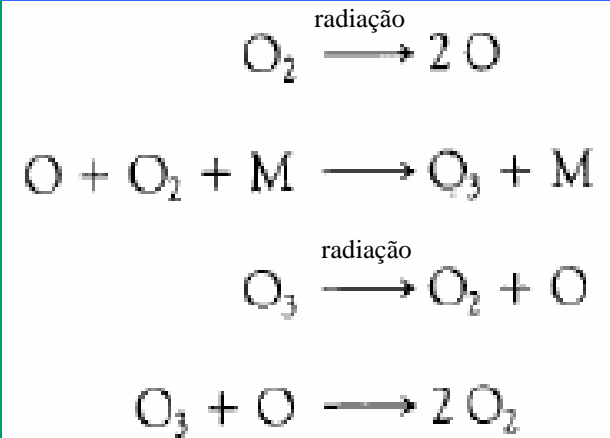 radiação
O₂ ⟶ 2 O
O + O₂ + M ⟶ O₃ + M
radiação
O₃ ⟶ O₂ + O
O₃ + O ⟶ 2 O₂